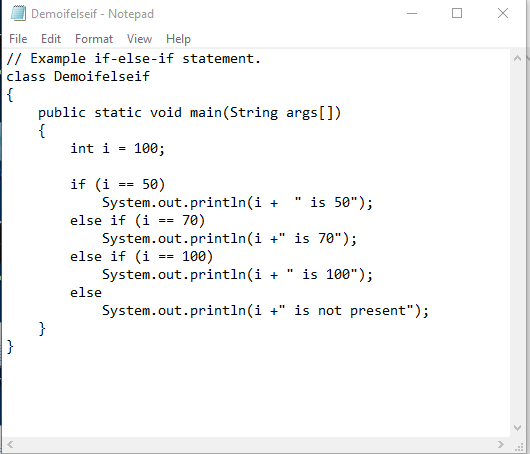 Demoifelseif - Notepad
File Edit Format View Help
// Example if-else-if statement.
class Demoifelseif
{
    public static void main(String args[])
    {
        int i = 100;

        if (i == 50)
            System.out.println(i +  " is 50");
        else if (i == 70)
            System.out.println(i +" is 70");
        else if (i == 100)
            System.out.println(i + " is 100");
        else
            System.out.println(i +" is not present");
    }
}